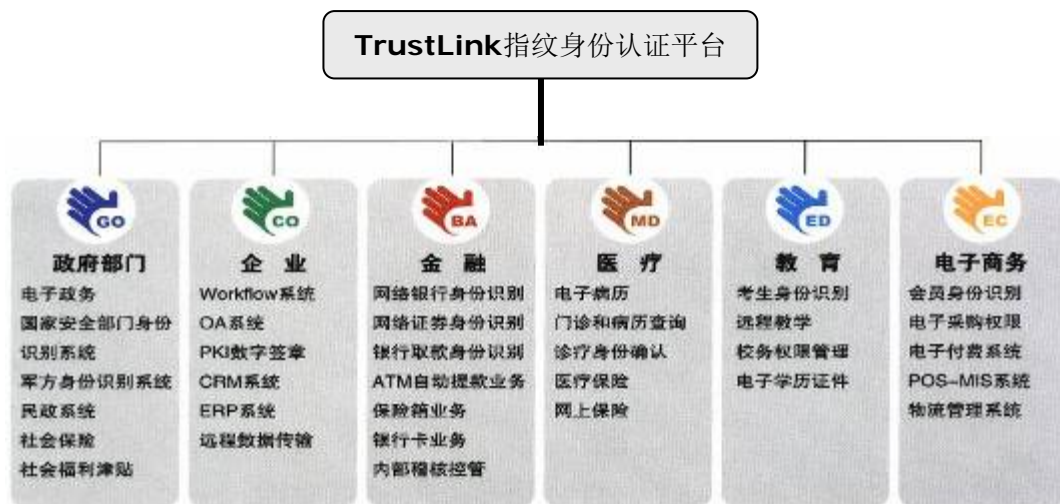 TrustLink指纹身份认证平台
GO
政府部门
电子政务
国家安全部门身份
识别系统
军方身份识别系统
民政系统
社会保险
社会福利津贴
CO
企 业
Workflow系统
OA系统
PKI数字签章
CRM系统
ERP系统
远程数据传输
BA
金 融
网络银行身份识别
网络证券身份识别
银行取款身份识别
ATM自动提款业务
保险箱业务
银行卡业务
内部稽核控管
MD
医 疗
电子病历
门诊和病历查询
诊疗身份确认
医疗保险
网上保险
ED
教 育
考生身份识别
远程教学
校务权限管理
电子学历证件
EC
电子商务
会员身份识别
电子采购权限
电子付费系统
POS-MIS系统
物流管理系统